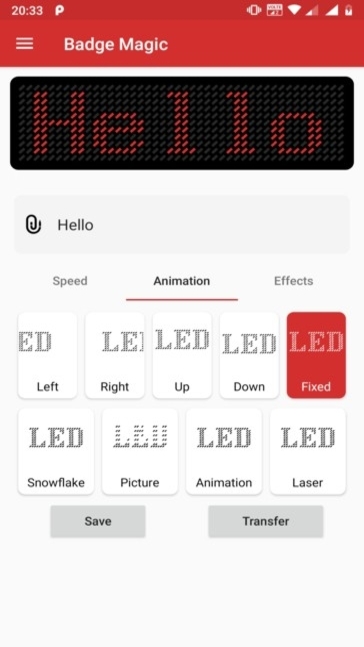 20:33
Badge Magic
Hello
Hello
Speed Animation Effects
ED LED LED LED
Left Right Up Down Fixed
LED LED LED LED
Snowflake Picture Animation Laser
Save Transfer